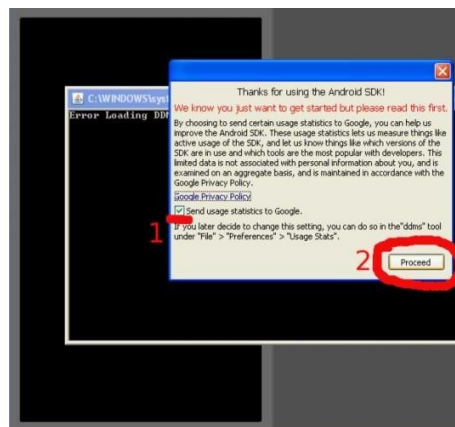 C:\WINDOWS\syst
Error Loading DDM
Thanks for using the Android SDK!
We know you just want to get started but please read this first.
By choosing to send certain usage statistics to Google, you can help us
improve the Android SDK. These usage statistics lets us measure things like
active usage of the SDK, and let us know things like which versions of the
SDK are in use and which tools are the most popular with developers. This
limited data is not associated with personal information about you, and is
examined on an aggregate basis, and is maintained in accordance with the
Google Privacy Policy.
Google Privacy Policy
Send usage statistics to Google.
1
If you later decide to change this setting, you can do so in the"ddms" tool
under "File" > "Preferences" > "Usage Stats".
2
Proceed